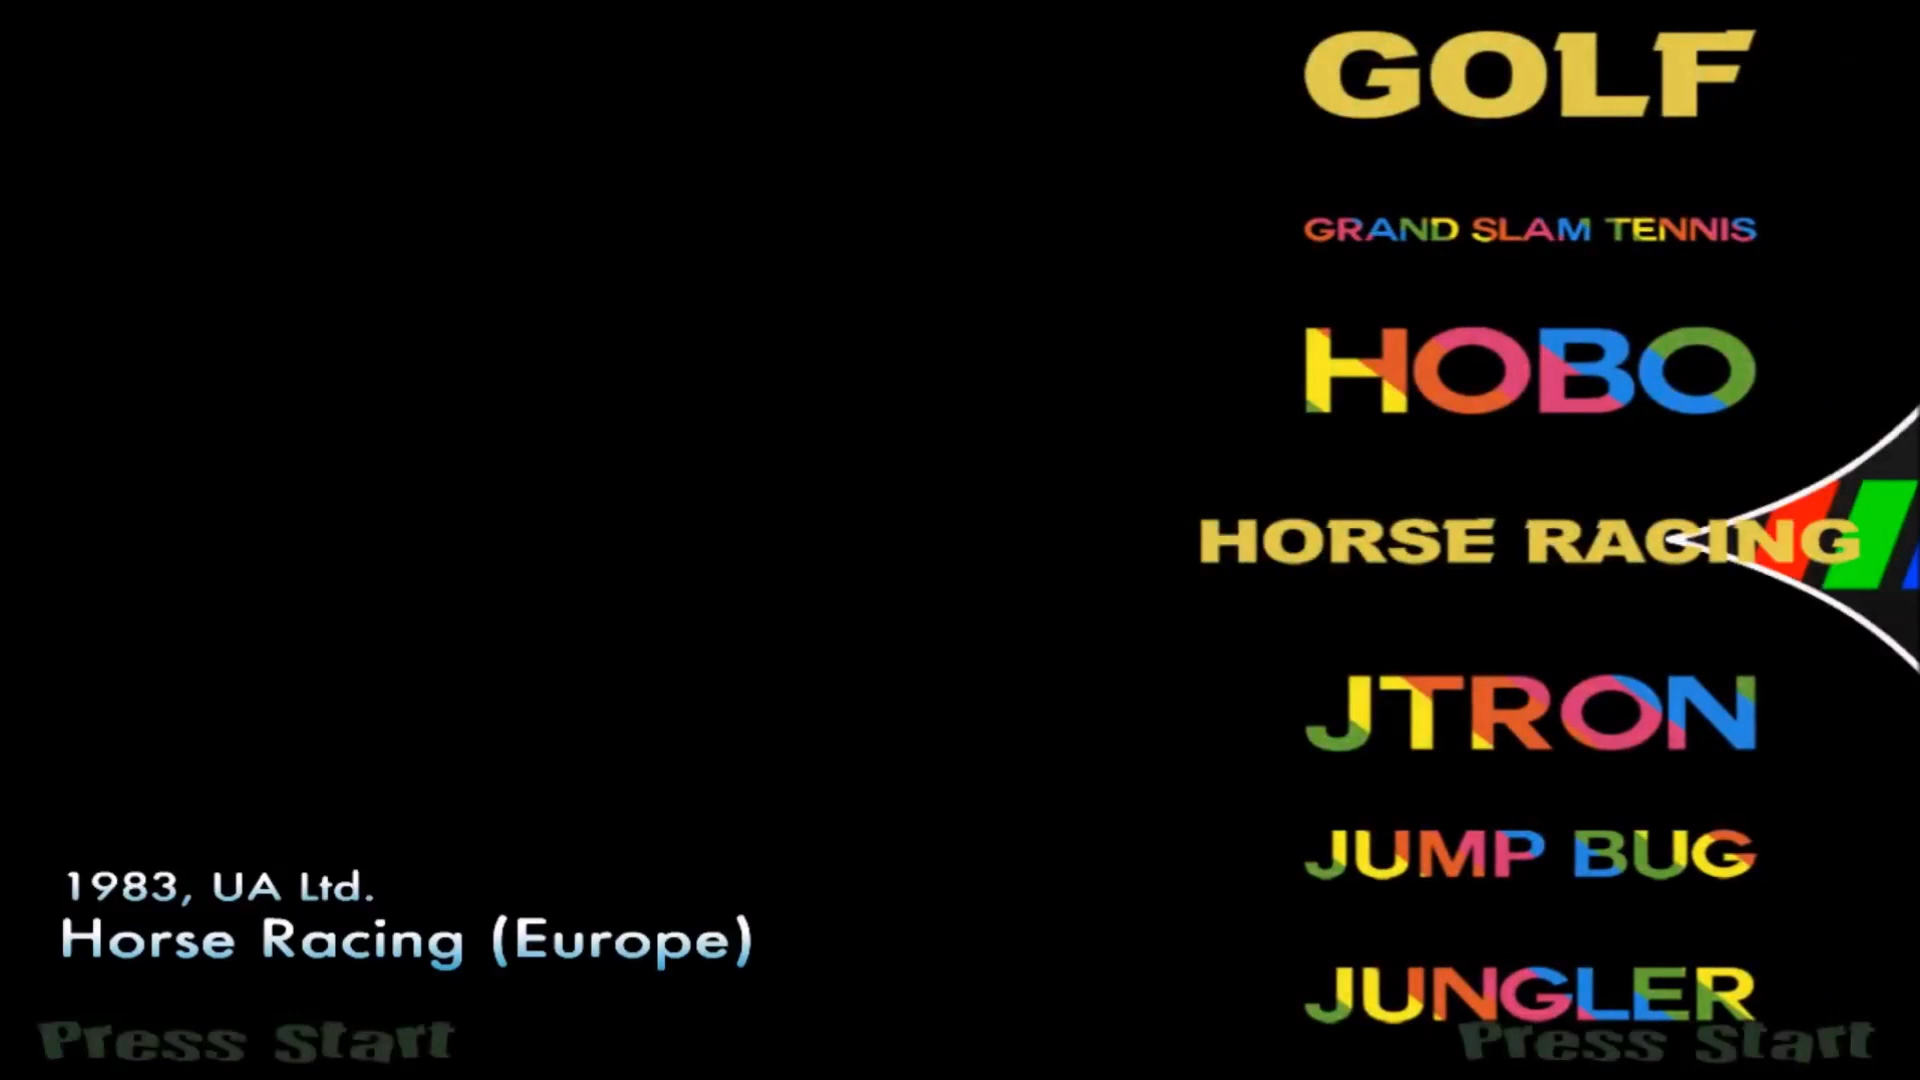 GOLF
GRAND SLAM TENNIS
HOBO
HORSE RACING
JTRON
JUMP BUG
1983, UA Ltd.
Horse Racing (Europe)
JUNGLER
Press Start
Press Start